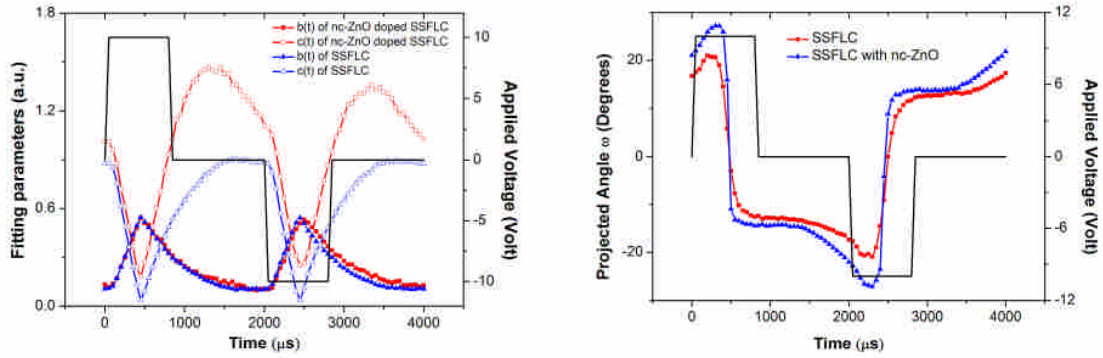 1.8
1.2
0.6
0.0
Fitting parameters (a.u.)
b(t) of nc-ZnO doped SSFLC
c(t) of nc-ZnO doped SSFLC
b(t) of SSFLC
c(t) of SSFLC
10
5
0
-5
-10
Applied Voltage (Volt)
0 1000 2000 3000 4000
Time (μs)
20
0
-20
Projected Angle ω (Degrees)
SSFLC
SSFLC with nc-ZnO
12
6
0
-6
-12
Applied Voltage (Volt)
0 1000 2000 3000 4000
Time (μs)